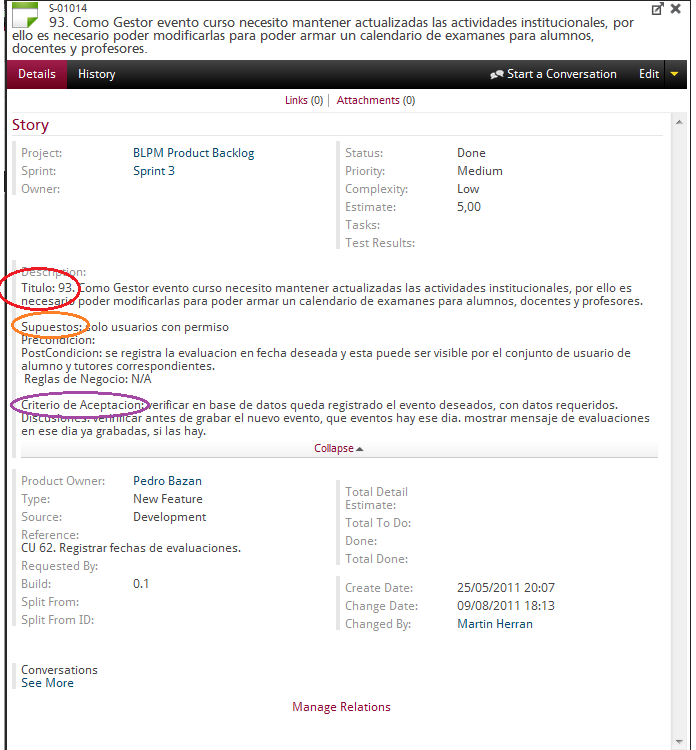 S-01014
93. Como Gestor evento curso necesito mantener actualizadas las actividades institucionales, por
ello es necesario poder modificarlas para poder armar un calendario de examanes para alumnos,
docentes y profesores.
Details
History
Start a Conversation
Edit
Links (0)
Attachments (0)
Story
Project: BLPM Product Backlog
Sprint: Sprint 3
Owner:
Status: Done
Priority: Medium
Complexity: Low
Estimate: 5,00
Tasks:
Test Results:
Description:
Titulo: 93. Como Gestor evento curso necesito mantener actualizadas las actividades institucionales, por ello es
necesario poder modificarlas para poder armar un calendario de examanes para alumnos, docentes y profesores.
Supuestos: solo usuarios con permiso
Precondicion:
PostCondicion: se registra la evaluacion en fecha deseada y esta puede ser visible por el conjunto de usuario de
alumno y tutores correspondientes.
Reglas de Negocio: N/A
Criterio de Aceptacion: verificar en base de datos queda registrado el evento deseados, con datos requeridos.
Discusiones: verinilicar antes de grabar el nuevo evento, que eventos hay ese dia. mostrar mensaje de evaluaciones
en ese dia ya grabadas, si las hay.
Collapse
Product Owner: Pedro Bazan
Type: New Feature
Source: Development
Reference:
CU 62. Registrar fechas de evaluaciones.
Requested By:
Build: 0.1
Split From:
Split From ID:
Total Detail
Estimate:
Total To Do:
Done:
Total Done:
Create Date: 25/05/2011 20:07
Change Date: 09/08/2011 18:13
Changed By: Martin Herran
Conversations
See More
Manage Relations